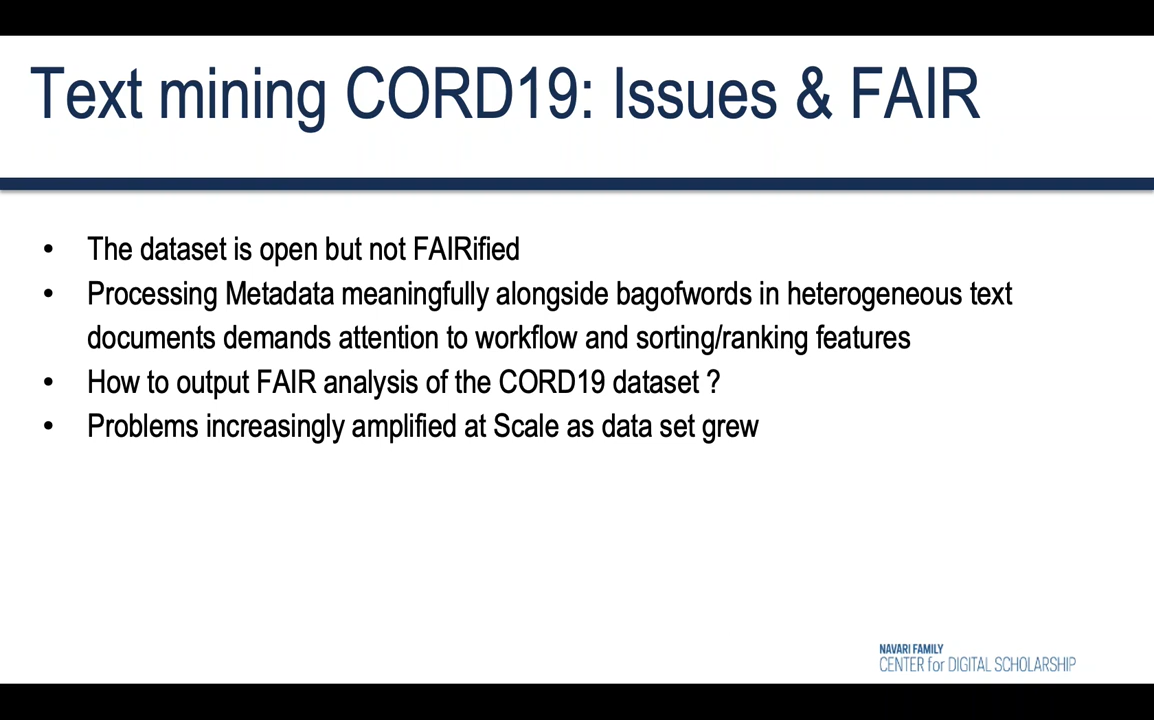 Text mining CORD19: Issues & FAIR
• The dataset is open but not FAIRified
• Processing Metadata meaningfully alongside bagofwords in heterogeneous text
documents demands attention to workflow and sorting/ranking features
• How to output FAIR analysis of the CORD19 dataset ?
• Problems increasingly amplified at Scale as data set grew
NAVARI FAMILY
CENTER for DIGITAL SCHOLARSHIP